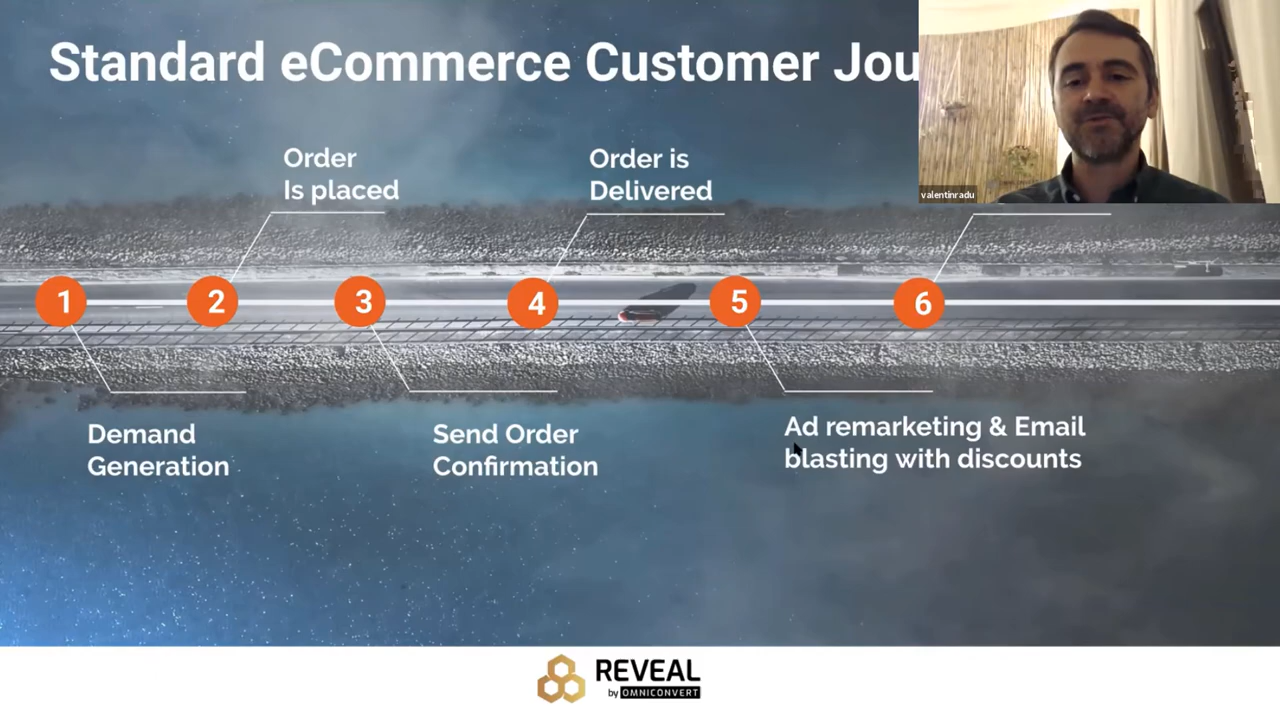 Standard eCommerce Customer Jou
valentinradu
Order
Is placed
Order is
Delivered
1
2
3
4
5
6
Demand
Generation
Send Order
Confirmation
Ad remarketing & Email
blasting with discounts
REVEAL
by OMNICONVERT